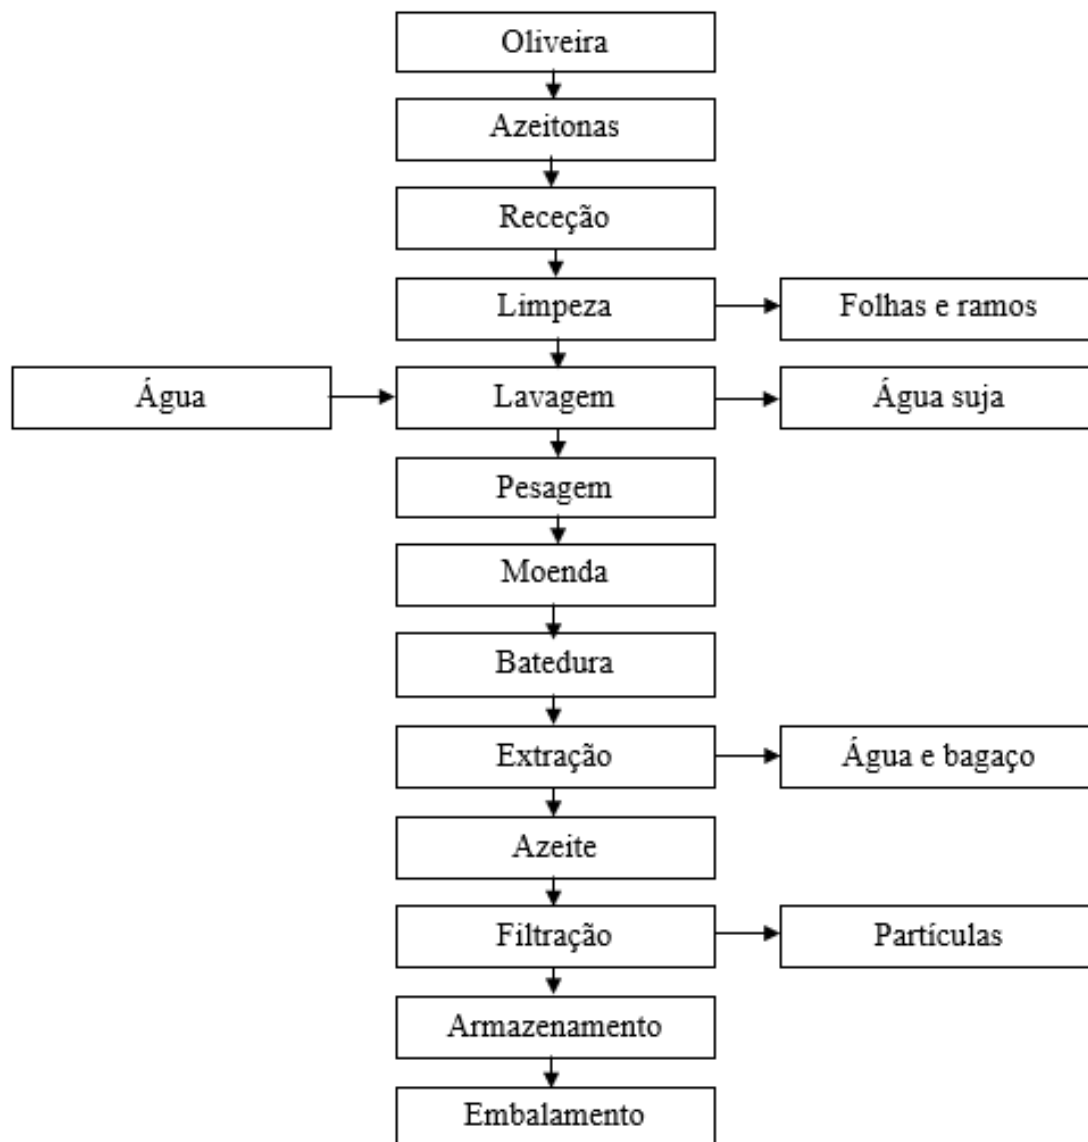 Oliveira
Azeitonas
Receção
Limpeza
Folhas e ramos
Água
Lavagem
Água suja
Pesagem
Moenda
Batedura
Extração
Água e bagaço
Azeite
Filtração
Partículas
Armazenamento
Embalamento